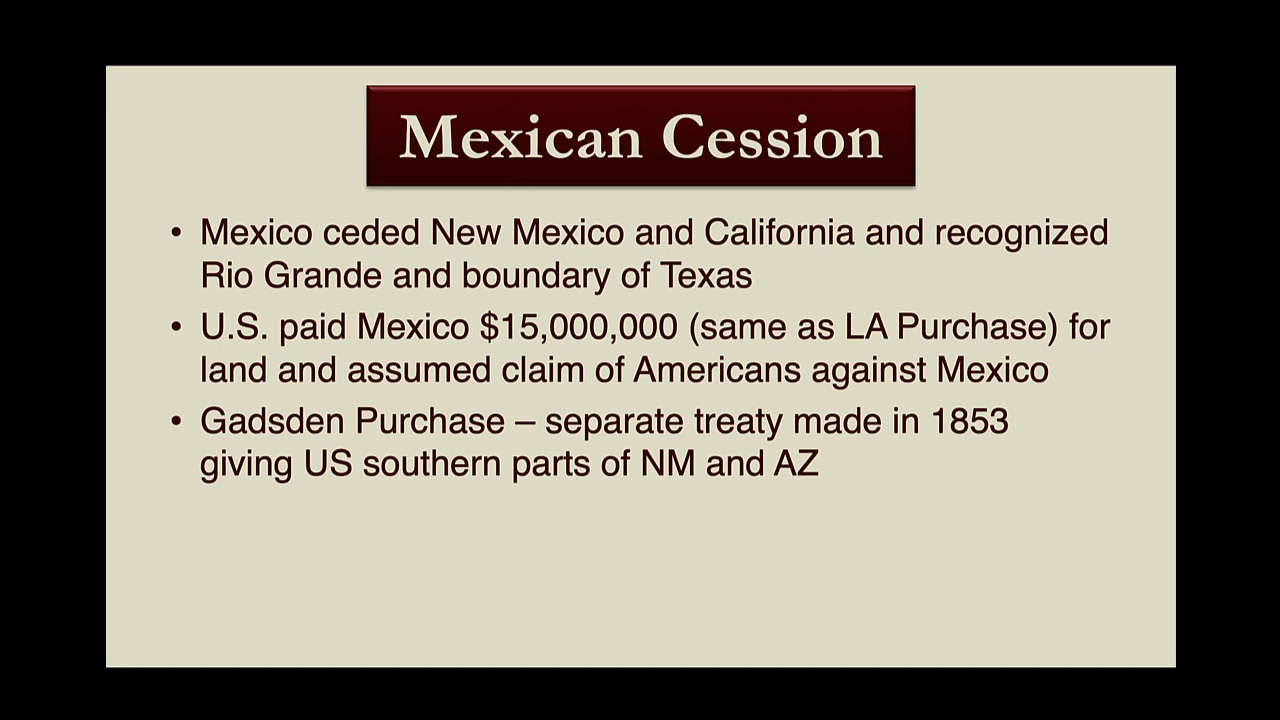 Mexican Cession
• Mexico ceded New Mexico and California and recognized
Rio Grande and boundary of Texas
• U.S. paid Mexico $15,000,000 (same as LA Purchase) for
land and assumed claim of Americans against Mexico
• Gadsden Purchase – separate treaty made in 1853
giving US southern parts of NM and AZ